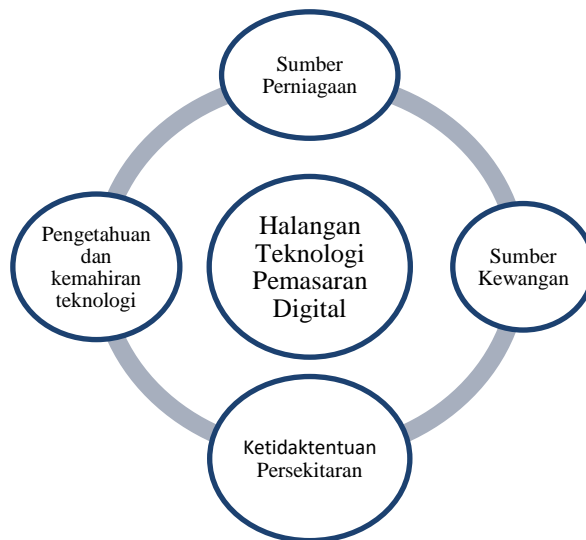 Sumber
Perniagaan
Pengetahuan
dan
kemahiran
teknologi
Halangan
Teknologi
Pemasaran
Digital
Sumber
Kewangan
Ketidaktentuan
Persekitaran